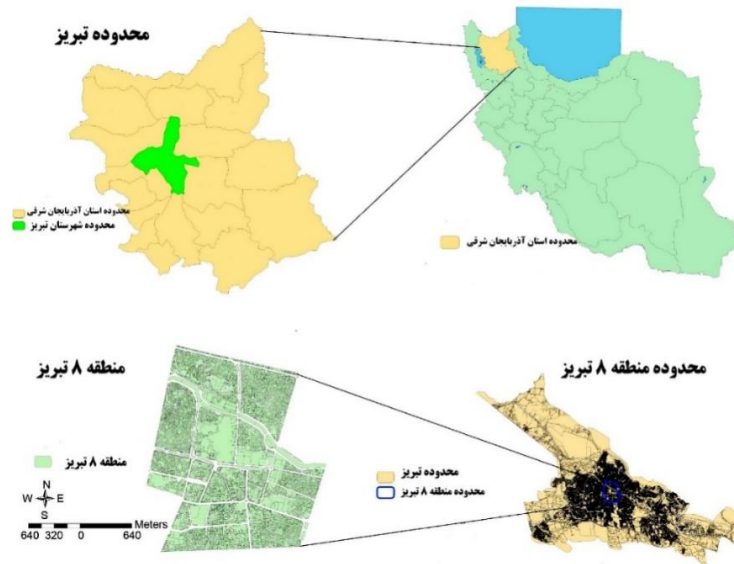 محدوده تبریز
محدوده استان آذربایجان شرقی
محدوده شهرستان تبریز
محدوده استان آذربایجان شرقی
منطقه ۸ تبریز
محدوده منطقه ۸ تبریز
منطقه ۸ تبریز
محدوده تبریز
محدوده منطقه ۸ تبریز
N
W E
S
Meters
640 320 0 640